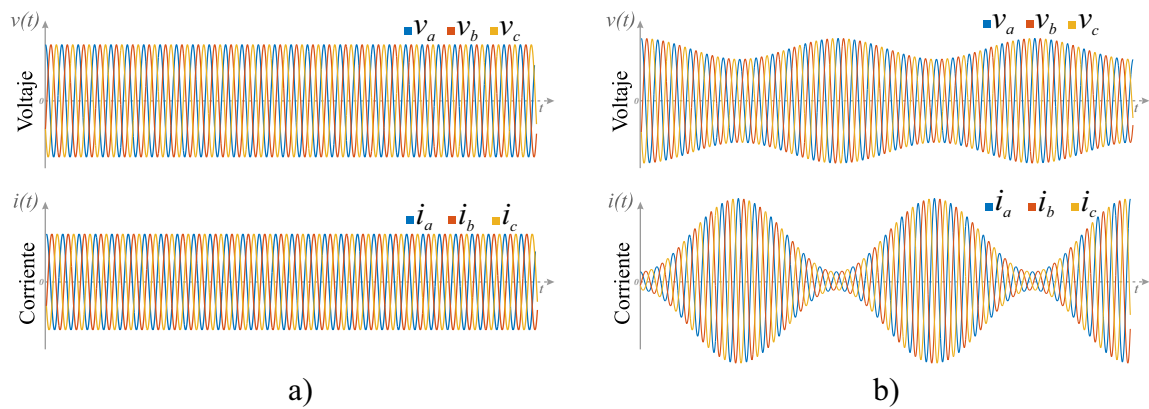 v(t)
v_a v_b v_c
Voltaje
0
t
i(t)
i_a i_b i_c
Corriente
0
t
a)
v(t)
v_a v_b v_c
Voltaje
0
t
i(t)
i_a i_b i_c
Corriente
0
t
b)